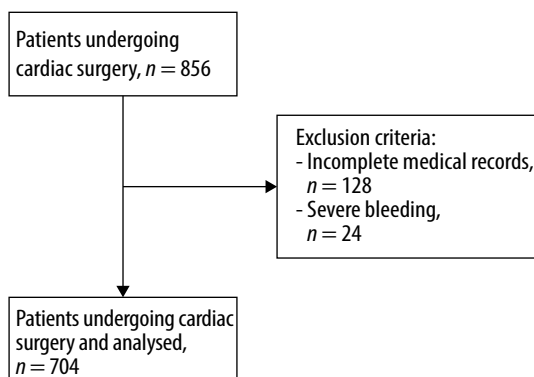 Patients undergoing
cardiac surgery, n = 856
Exclusion criteria:
- Incomplete medical records,
n = 128
- Severe bleeding,
n = 24
Patients undergoing cardiac
surgery and analysed,
n = 704